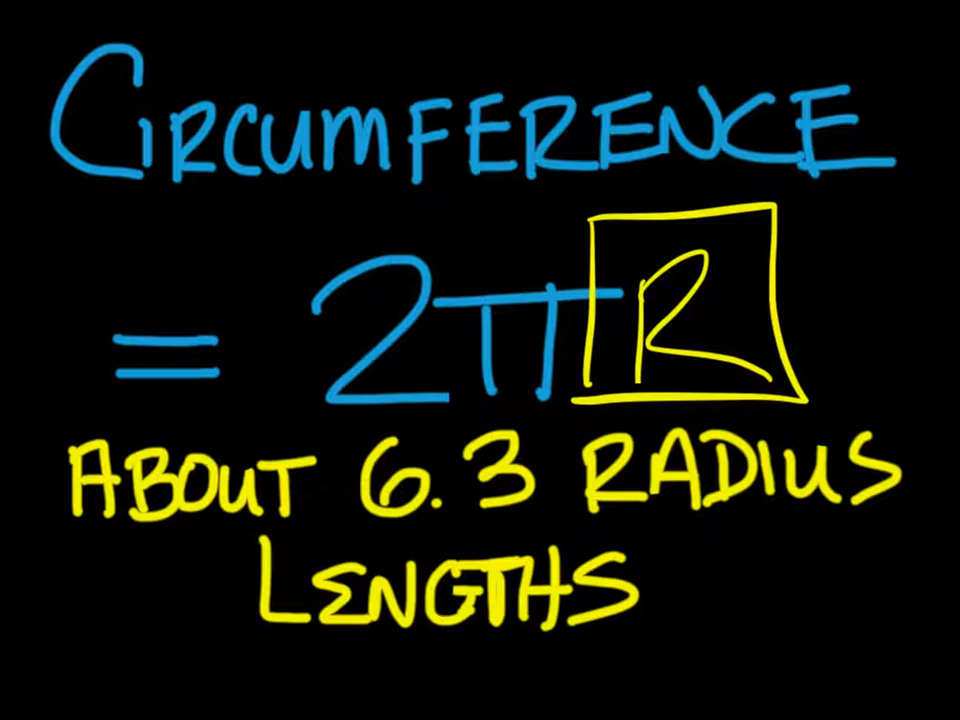 CIRCUMFERENCE
= 2πR
ABOUT 6.3 RADIUS
LENGTHS